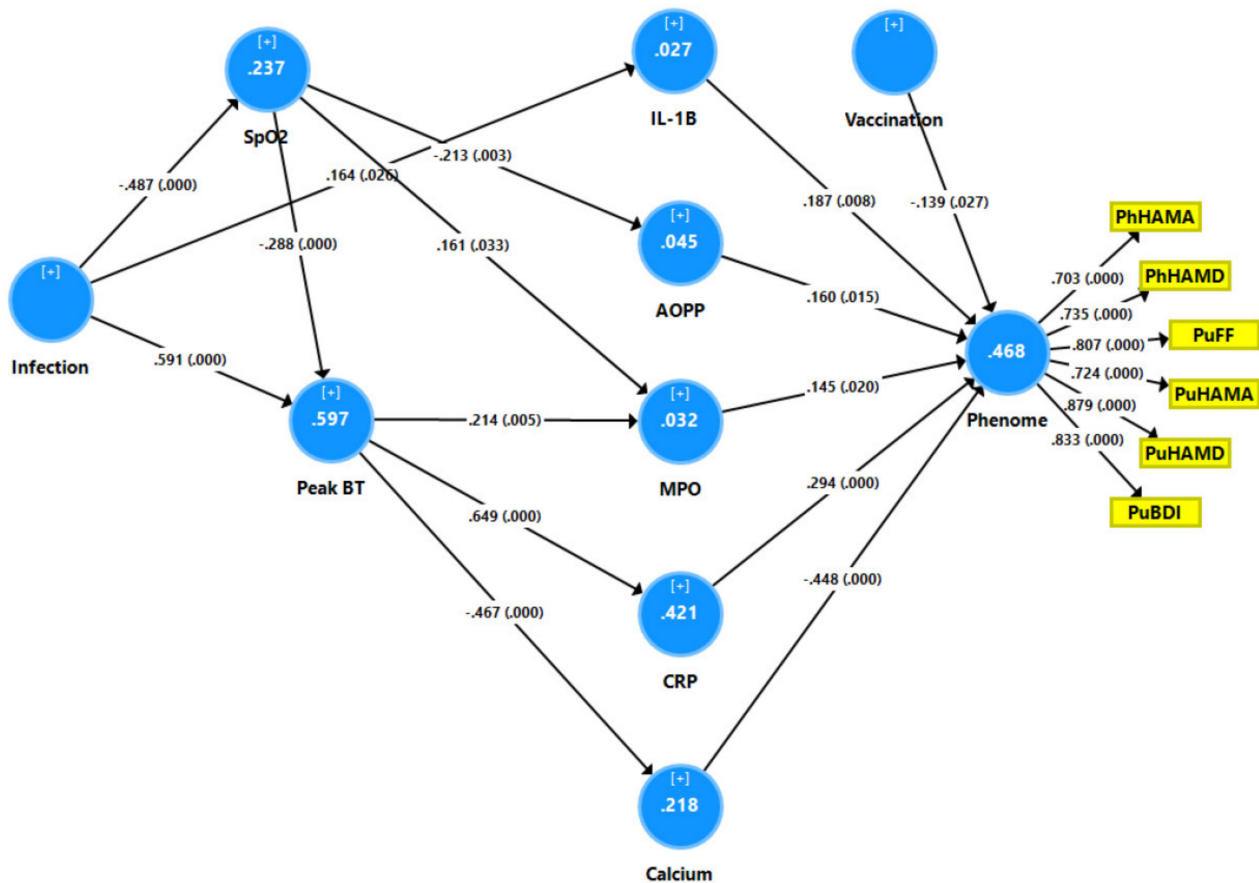 [+]
.237
SpO2
[+]
.027
IL-1B
[+]
Vaccination
-.487 (.000)
.164 (.026)
-.213 (.003)
-.288 (.000)
.161 (.033)
.187 (.008)
-.139 (.027)
[+]
Infection
[+]
.045
AOPP
.160 (.015)
.591 (.000)
[+]
.597
Peak BT
.214 (.005)
[+]
.032
MPO
.145 (.020)
.468
Phenome
.703 (.000)
PhHAMA
.735 (.000)
PhHAMD
.807 (.000)
PuFF
.724 (.000)
PuHAMA
.879 (.000)
PuHAMD
.833 (.000)
PuBDI
.649 (.000)
.294 (.000)
[+]
.421
CRP
-.467 (.000)
-.448 (.000)
[+]
.218
Calcium